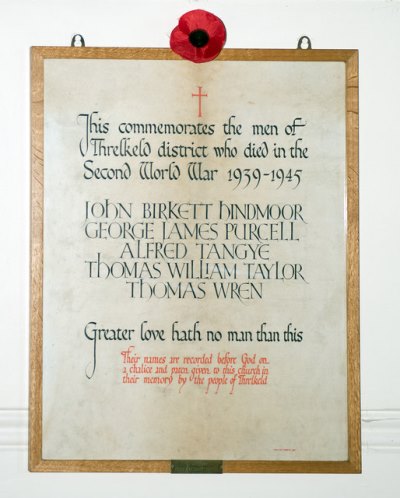 This commemorates the men of
Threlkeld district who died in the
Second World War 1939-1945
JOHN BIRKETT HINDMOOR
GEORGE JAMES PURCELL
ALFRED TANGYE
THOMAS WILLIAM TAYLOR
THOMAS WREN
Greater love hath no man than this
Their names are recorded before God on
a chalice and paten given to this church in
their memory by the people of Threlkeld